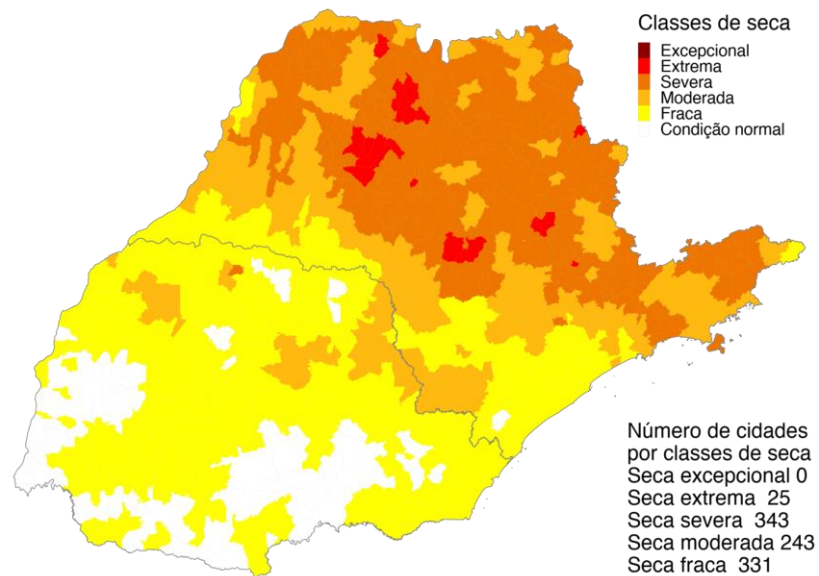 Classes de seca
Excepcional
Extrema
Severa
Moderada
Fraca
Condição normal
Número de cidades
por classes de seca
Seca excepcional 0
Seca extrema 25
Seca severa 343
Seca moderada 243
Seca fraca 331